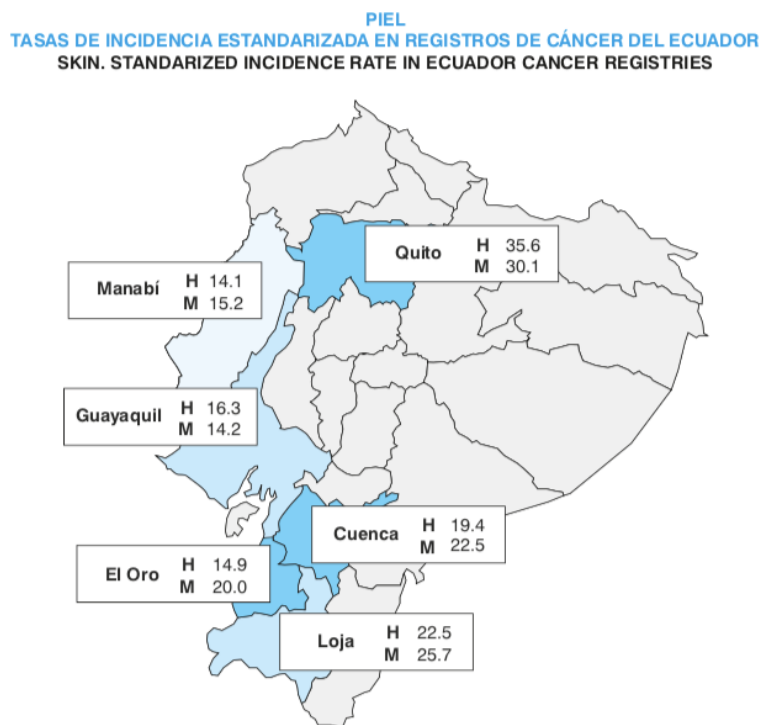 PIEL
TASAS DE INCIDENCIA ESTANDARIZADA EN REGISTROS DE CÁNCER DEL ECUADOR
SKIN. STANDARIZED INCIDENCE RATE IN ECUADOR CANCER REGISTRIES
Quito H 35.6
M 30.1
Manabí H 14.1
M 15.2
Guayaquil H 16.3
M 14.2
Cuenca H 19.4
M 22.5
El Oro H 14.9
M 20.0
Loja H 22.5
M 25.7